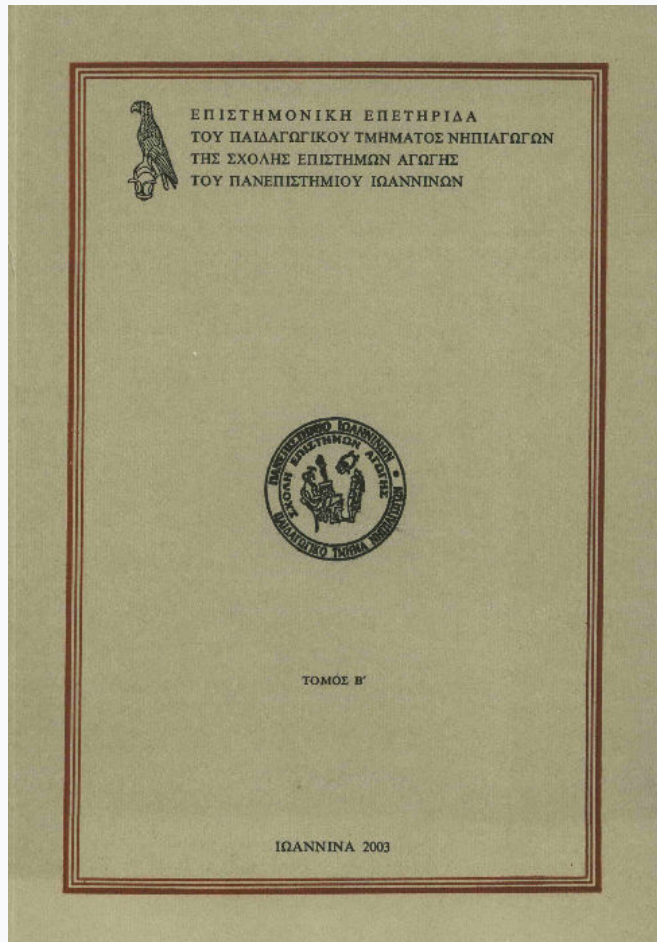 ΕΠΙΣΤΗΜΟΝΙΚΗ ΕΠΕΤΗΡΙΔΑ
ΤΟΥ ΠΑΙΔΑΓΩΓΙΚΟΥ ΤΜΗΜΑΤΟΣ ΝΗΠΙΑΓΩΓΩΝ
ΤΗΣ ΣΧΟΛΗΣ ΕΠΙΣΤΗΜΩΝ ΑΓΩΓΗΣ
ΤΟΥ ΠΑΝΕΠΙΣΤΗΜΙΟΥ ΙΩΑΝΝΙΝΩΝ
ΠΑΝΕΠΙΣΤΗΜΙΟ ΙΩΑΝΝΙΝΩΝ
ΣΧΟΛΗ ΕΠΙΣΤΗΜΩΝ ΑΓΩΓΗΣ
ΠΑΙΔΑΓΩΓΙΚΟ ΤΜΗΜΑ ΝΗΠΙΑΓΩΓΩΝ
ΤΟΜΟΣ Β'
ΙΩΑΝΝΙΝΑ 2003